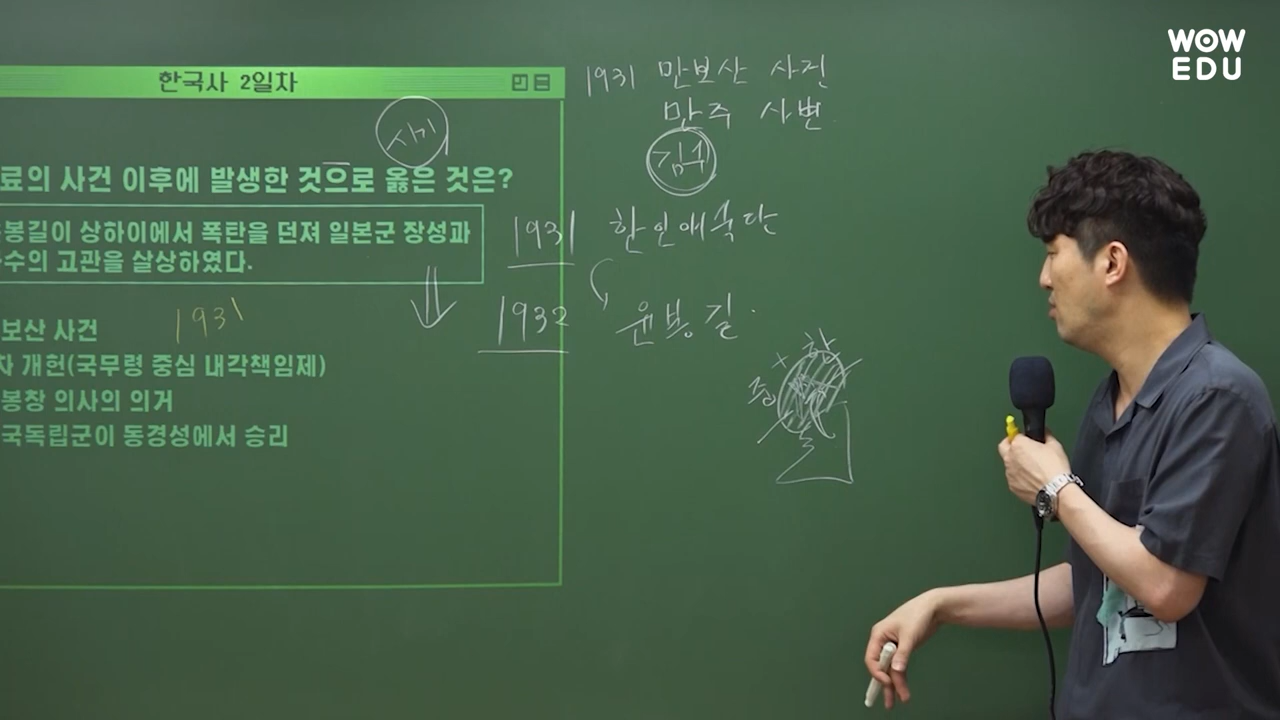 WOW
EDU
한국사 2일차
사기
료의 사건 이후에 발생한 것으로 옳은 것은?
봉길이 상하이에서 폭탄을 던져 일본군 장성과
수의 고관을 살상하였다.
보산 사건
1931
차 개헌(국무령 중심 내각책임제)
봉창 의사의 의거
국독립군이 동경성에서 승리
1931 만보산 사건
만주 사변
김구
1931 한인애국단
1932 윤봉길
한
중